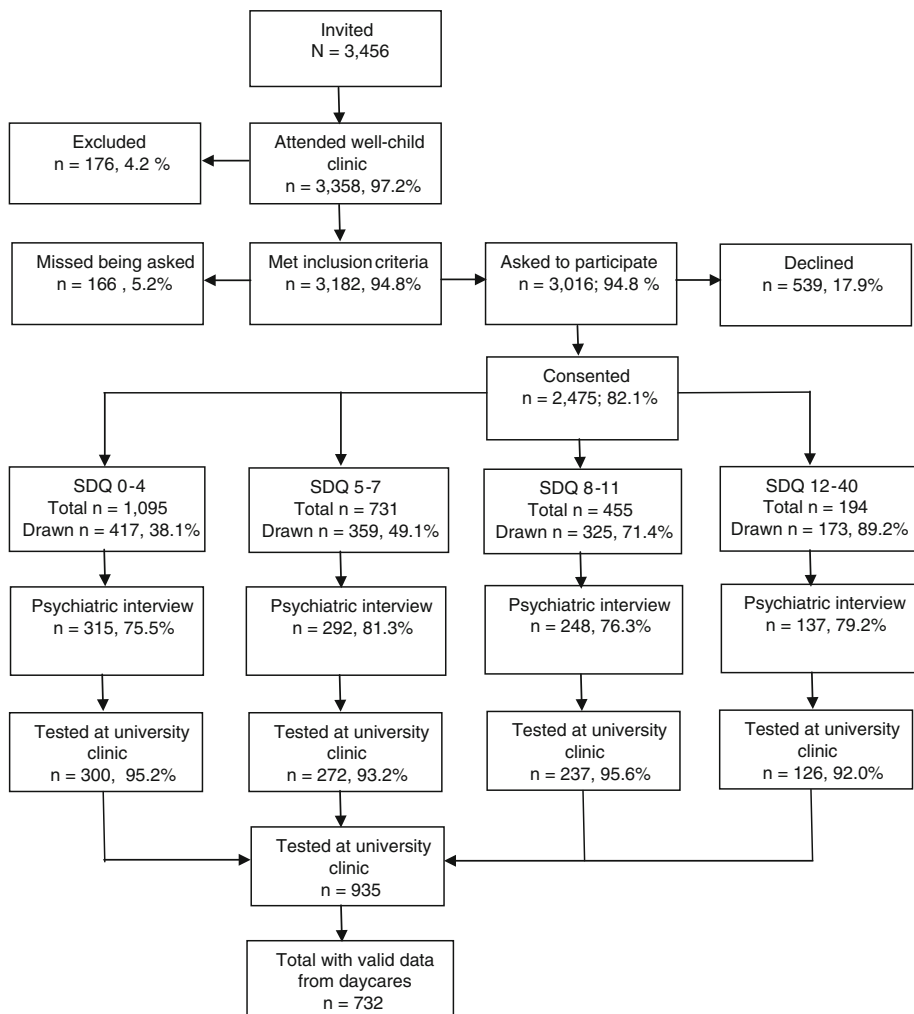 Invited
N = 3,456
Excluded
n = 176, 4.2 %
Attended well-child
clinic
n = 3,358, 97.2%
Missed being asked
n = 166 , 5.2%
Met inclusion criteria
n = 3,182, 94.8%
Asked to participate
n = 3,016; 94.8 %
Declined
n = 539, 17.9%
Consented
n = 2,475; 82.1%
SDQ 0-4
Total n = 1,095
Drawn n = 417, 38.1%
SDQ 5-7
Total n = 731
Drawn n = 359, 49.1%
SDQ 8-11
Total n = 455
Drawn n = 325, 71.4%
SDQ 12-40
Total n = 194
Drawn n = 173, 89.2%
Psychiatric interview
n = 315, 75.5%
Psychiatric interview
n = 292, 81.3%
Psychiatric interview
n = 248, 76.3%
Psychiatric interview
n = 137, 79.2%
Tested at university
clinic
n = 300, 95.2%
Tested at university
clinic
n = 272, 93.2%
Tested at university
clinic
n = 237, 95.6%
Tested at university
clinic
n = 126, 92.0%
Tested at university
clinic
n = 935
Total with valid data
from daycares
n = 732